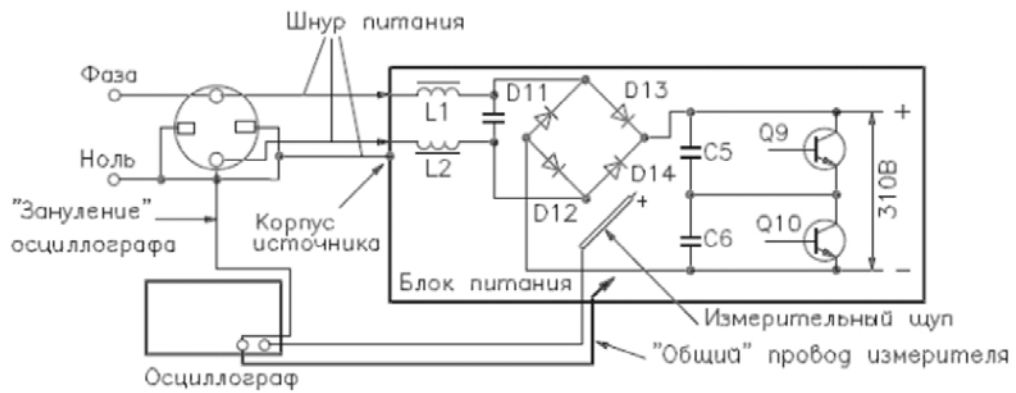 Шнур питания
Фаза
L1
D11
D13
+
Q9
C5
Ноль
L2
D14
310В
"Зануление"
осциллографа
Корпус
источника
D12
+
Q10
C6
Блок питания
−
Измерительный щуп
"Общий" провод измерителя
Осциллограф